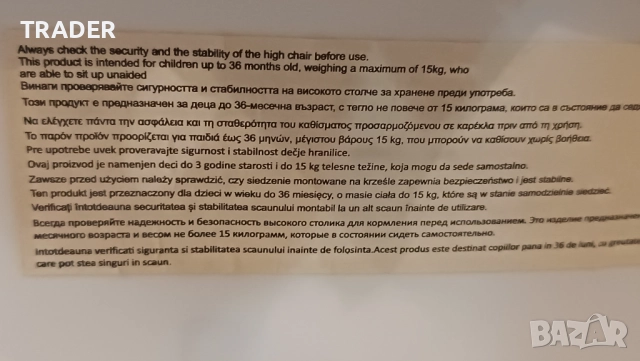 TRADER
Always check the security and the stability of the high chair before use.
This product is intended for children up to 36 months old, weighing a maximum of 15kg, who
are able to sit up unaided
Винаги проверявайте сигурността и стабилността на високото столче за хранене преди употреба.
Този продукт е предназначен за деца до 36-месечна възраст, с тегло не повече от 15 килограма, които са в състояние да
Να ελέγχετε πάντα την ασφάλεια και τη σταθερότητα του καθίσματος προσαρμοζόμενου σε καρέκλα πριν από τη χρήση.
Το παρόν προϊόν προορίζεται για παιδιά έως 36 μηνών, μέγιστου βάρους 15 kg, που μπορούν να καθίσουν χωρίς βοήθεια.
Pre upotrebe uvek proveravajte sigurnost i stabilnost dečje hranilice.
Ovaj proizvod je namenjen deci do 3 godine starosti i do 15 kg telesne težine, koja mogu da sede samostalno.
Zawsze przed użyciem należy sprawdzić, czy siedzenie montowane na krześle zapewnia bezpieczeństwo i jest stabilne.
Ten produkt jest przeznaczony dla dzieci w wieku do 36 miesięcy, o masie ciała do 15 kg, które są w stanie samodzielnie siedzieć.
Verificați întotdeauna securitatea și stabilitatea scaunului montabil la un alt scaun înainte de utilizare.
Всегда проверяйте надежность и безопасность высокого столика для кормления перед использованием. Это изделие
месячного возраста и весом не более 15 килограмм, которые в состоянии сидеть самостоятельно.
Intotdeauna verificati siguranta si stabilitatea scaunului inainte de folosinta.Acest produs este destinat copiilor pana in 36 de luni, cu
care pot stea singuri in scaun.
BAZAR